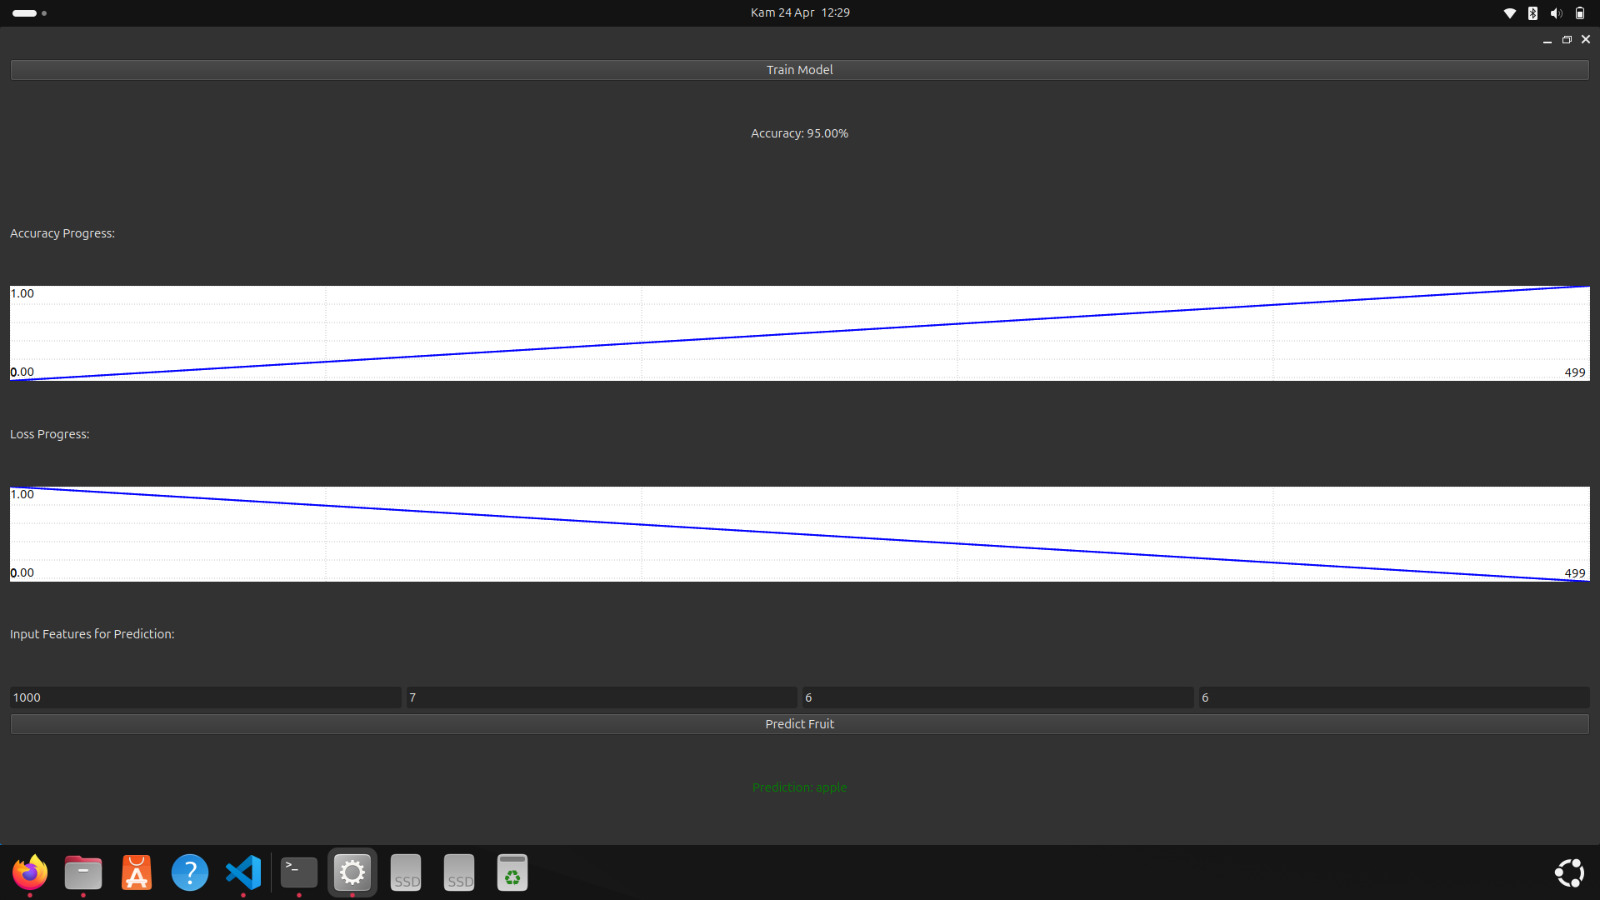 Kam 24 Apr 12:29
Train Model
Accuracy: 95.00%
Accuracy Progress:
1.00
0.00
499
Loss Progress:
1.00
0.00
499
Input Features for Prediction:
1000 7 6 6
Predict Fruit
Prediction: apple
SSD SSD